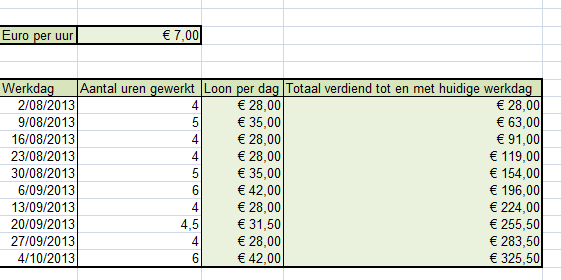 Euro per uur € 7,00
Werkdag Aantal uren gewerkt Loon per dag Totaal verdiend tot en met huidige werkdag
2/08/2013 4 € 28,00 € 28,00
9/08/2013 5 € 35,00 € 63,00
16/08/2013 4 € 28,00 € 91,00
23/08/2013 4 € 28,00 € 119,00
30/08/2013 5 € 35,00 € 154,00
6/09/2013 6 € 42,00 € 196,00
13/09/2013 4 € 28,00 € 224,00
20/09/2013 4,5 € 31,50 € 255,50
27/09/2013 4 € 28,00 € 283,50
4/10/2013 6 € 42,00 € 325,50